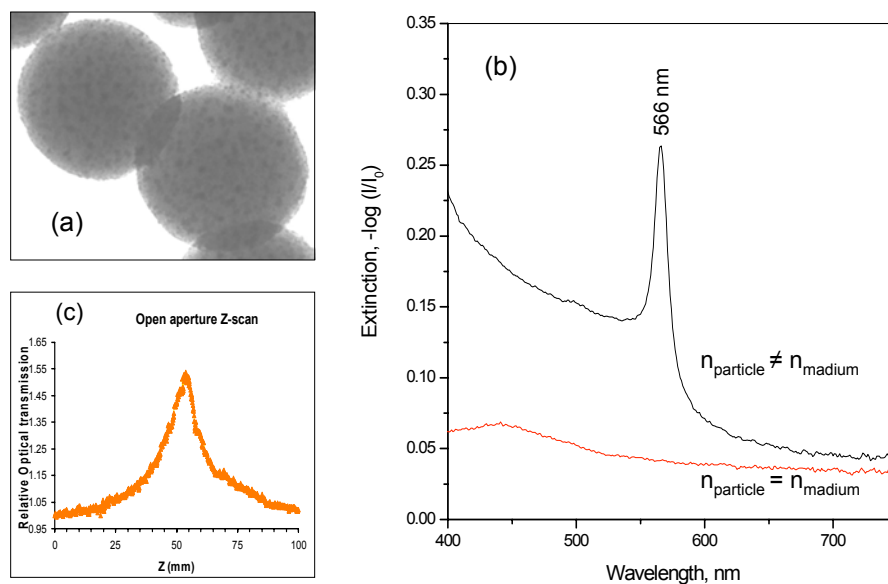 (a)
(b)
0.35
0.30
0.25
0.20
0.15
0.10
0.05
0.00
Extinction, -log (I/I0)
566 nm
nparticle ≠ nmadium
nparticle = nmadium
400
500
600
700
Wavelength, nm
(c)
Open aperture Z-scan
Relative Optical transmission
1.65
1.55
1.45
1.35
1.25
1.15
1.05
0.95
0
25
50
75
100
Z (mm)